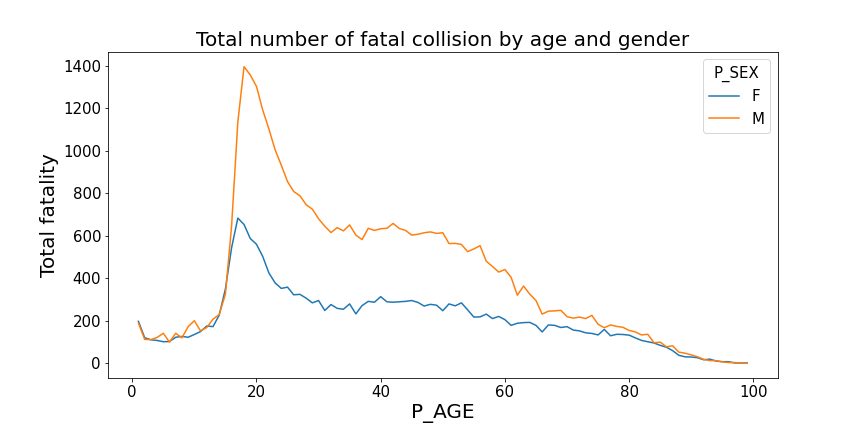 Total number of fatal collision by age and gender
P_SEX
F
M
Total fatality
1400
1200
1000
800
600
400
200
0
0 20 40 60 80 100
P_AGE